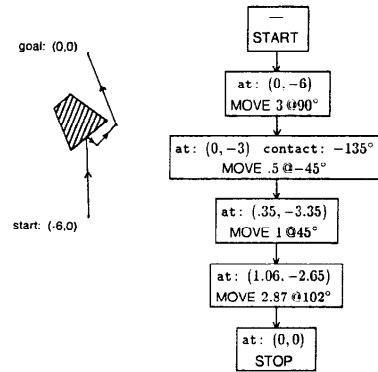 goal: (0,0)
start: (-6,0)
—
START
at: (0, −6)
MOVE 3 @90°
at: (0, −3) contact: −135°
MOVE .5 @−45°
at: (.35, −3.35)
MOVE 1 @45°
at: (1.06, −2.65)
MOVE 2.87 @102°
at: (0, 0)
STOP